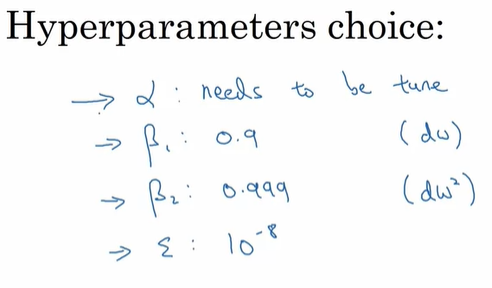 Hyperparameters choice:
→ α : needs to be tune
→ β₁ : 0.9 (dw)
→ β₂ : 0.999 (dw²)
→ ε : 10⁻⁸